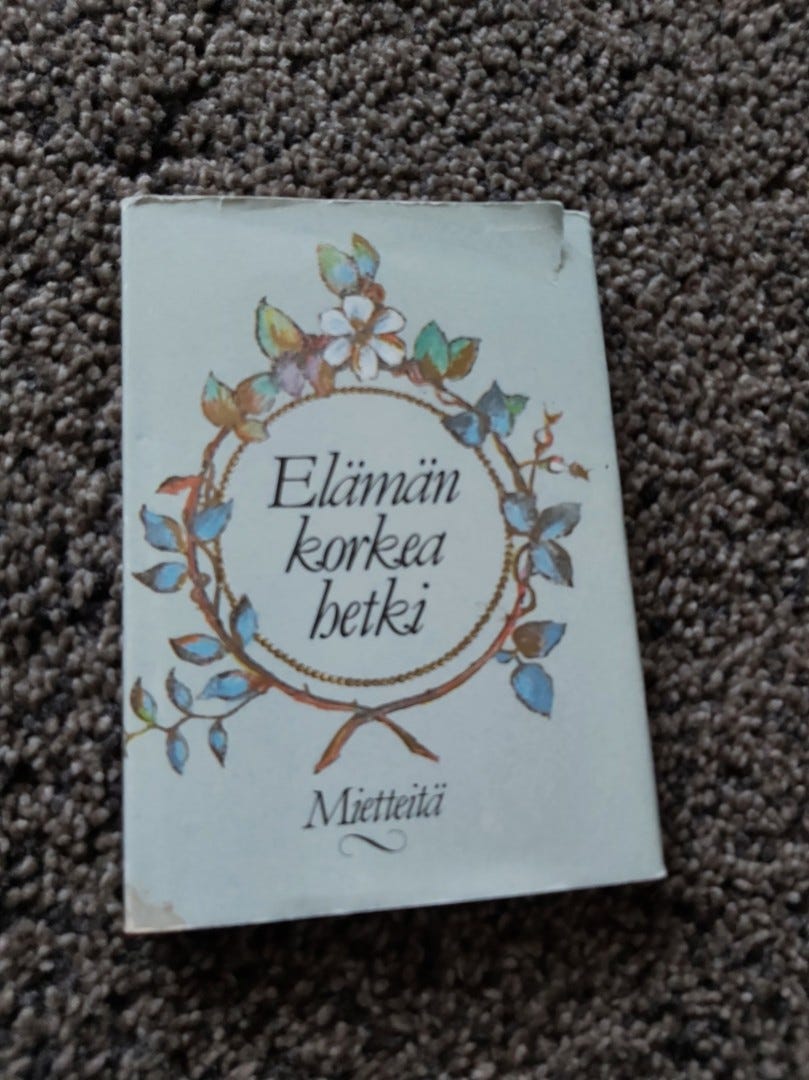 Elämän
korkea
hetki
Mietteitä